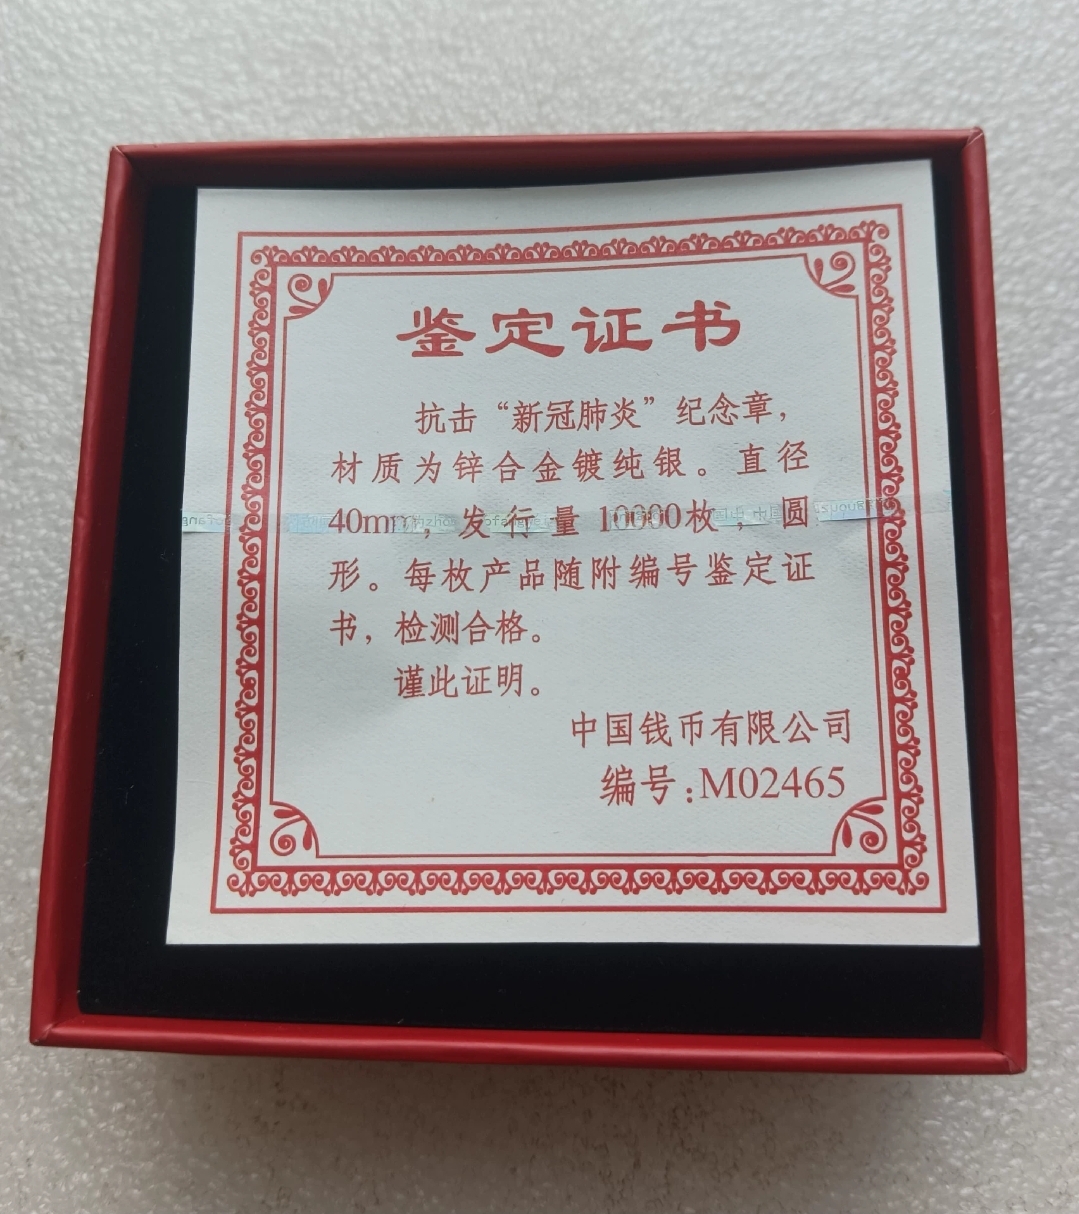 鉴定证书
抗击“新冠肺炎”纪念章，
材质为锌合金镀纯银。直径
40mm，发行量10000枚，圆
形。每枚产品随附编号鉴定证
书，检测合格。
谨此证明。
中国钱币有限公司
编号:M02465